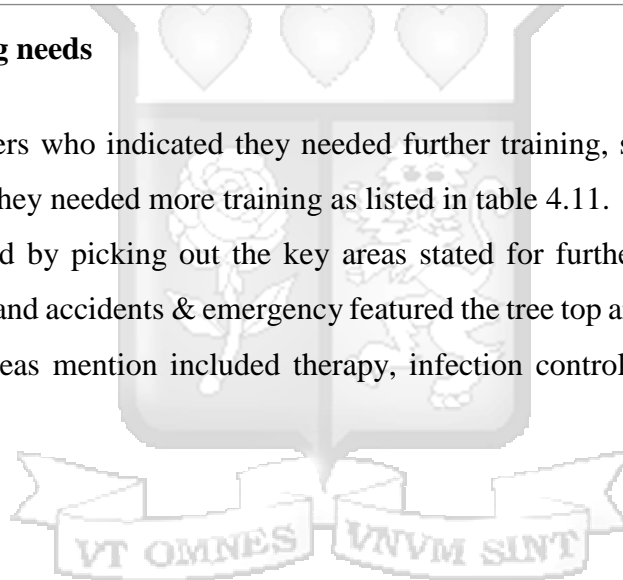 g needs
ers who indicated they needed further training, s
they needed more training as listed in table 4.11.
d by picking out the key areas stated for furthe
and accidents & emergency featured the tree top a
eas mention included therapy, infection control
VT OMNES VNVM SINT